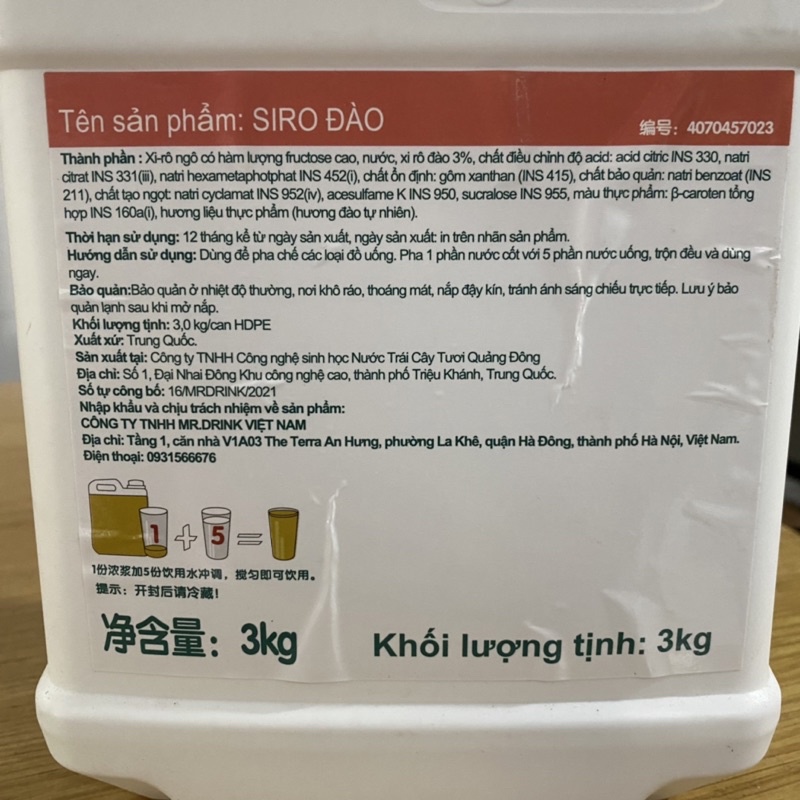 Tên sản phẩm: SIRO ĐÀO
编号: 4070457023
Thành phần : Xi-rô ngô có hàm lượng fructose cao, nước, xi rô đào 3%, chất điều chỉnh độ acid: acid citric INS 330, natri
citrat INS 331(iii), natri hexametaphotphat INS 452(i), chất ổn định: gôm xanthan (INS 415), chất bảo quản: natri benzoat (INS
211), chất tạo ngọt: natri cyclamat INS 952(iv), acesulfame K INS 950, sucralose INS 955, màu thực phẩm: β-caroten tổng
hợp INS 160a(i), hương liệu thực phẩm (hương đào tự nhiên).
Thời hạn sử dụng: 12 tháng kể từ ngày sản xuất, ngày sản xuất: in trên nhãn sản phẩm.
Hướng dẫn sử dụng: Dùng để pha chế các loại đồ uống. Pha 1 phần nước cốt với 5 phần nước uống, trộn đều và dùng
ngay.
Bảo quản:Bảo quản ở nhiệt độ thường, nơi khô ráo, thoáng mát, nắp đậy kín, tránh ánh sáng chiếu trực tiếp. Lưu ý bảo
quản lạnh sau khi mở nắp.
Khối lượng tịnh: 3,0 kg/can HDPE
Xuất xứ: Trung Quốc.
Sản xuất tại: Công ty TNHH Công nghệ sinh học Nước Trái Cây Tươi Quảng Đông
Địa chỉ: Số 1, Đại Nhai Đông Khu công nghệ cao, thành phố Triệu Khánh, Trung Quốc.
Số tự công bố: 16/MRDRINK/2021
Nhập khẩu và chịu trách nhiệm về sản phẩm:
CÔNG TY TNHH MR.DRINK VIỆT NAM
Địa chỉ: Tầng 1, căn nhà V1A03 The Terra An Hưng, phường La Khê, quận Hà Đông, thành phố Hà Nội, Việt Nam.
Điện thoại: 0931566676
1 + 5 =
1份浓浆加5份饮用水冲调，搅匀即可饮用。
提示：开封后请冷藏！
净含量：3kg
Khối lượng tịnh: 3kg